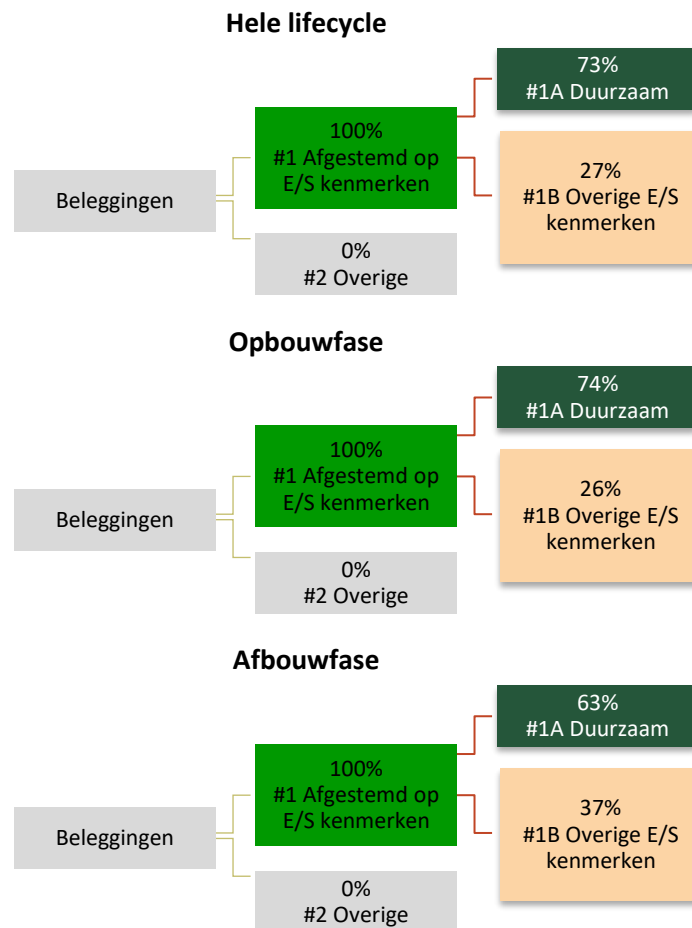 Hele lifecycle
73%
#1A Duurzaam
100%
#1 Afgestemd op
E/S kenmerken
27%
#1B Overige E/S
kenmerken
Beleggingen
0%
#2 Overige
Opbouwfase
74%
#1A Duurzaam
100%
#1 Afgestemd op
E/S kenmerken
26%
#1B Overige E/S
kenmerken
Beleggingen
0%
#2 Overige
Afbouwfase
63%
#1A Duurzaam
100%
#1 Afgestemd op
E/S kenmerken
37%
#1B Overige E/S
kenmerken
Beleggingen
0%
#2 Overige